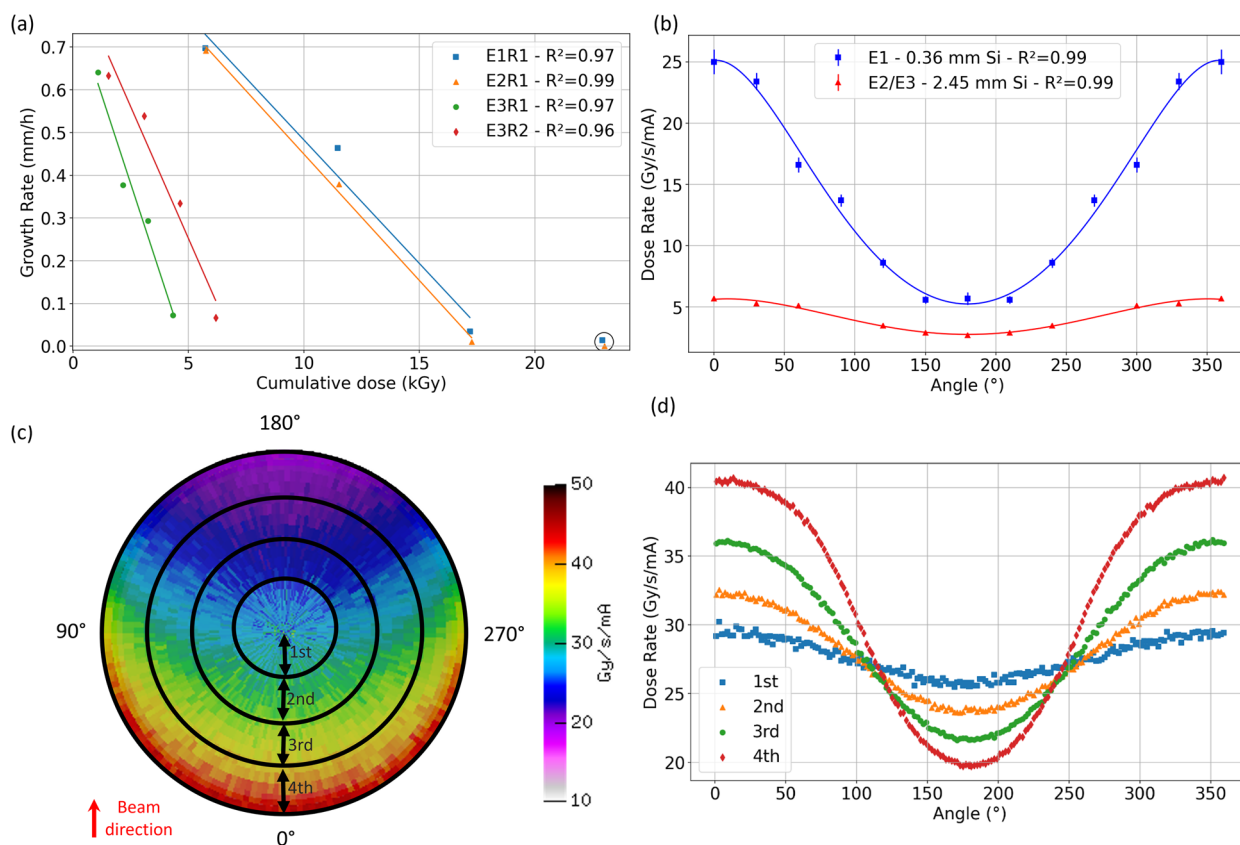 (a)
0.7
0.6
0.5
0.4
0.3
0.2
0.1
0.0
Growth Rate (mm/h)
E1R1 - R²=0.97
E2R1 - R²=0.99
E3R1 - R²=0.97
E3R2 - R²=0.96
0
5
10
15
20
Cumulative dose (kGy)
(b)
25
20
15
10
5
Dose Rate (Gy/s/mA)
E1 - 0.36 mm Si - R²=0.99
E2/E3 - 2.45 mm Si - R²=0.99
0
50
100
150
200
250
300
350
Angle (°)
(c)
180°
90°
270°
0°
1st
2nd
3rd
4th
Beam
direction
50
40
30
20
10
Gy/s/mA
(d)
40
35
30
25
20
Dose Rate (Gy/s/mA)
1st
2nd
3rd
4th
0
50
100
150
200
250
300
350
Angle (°)